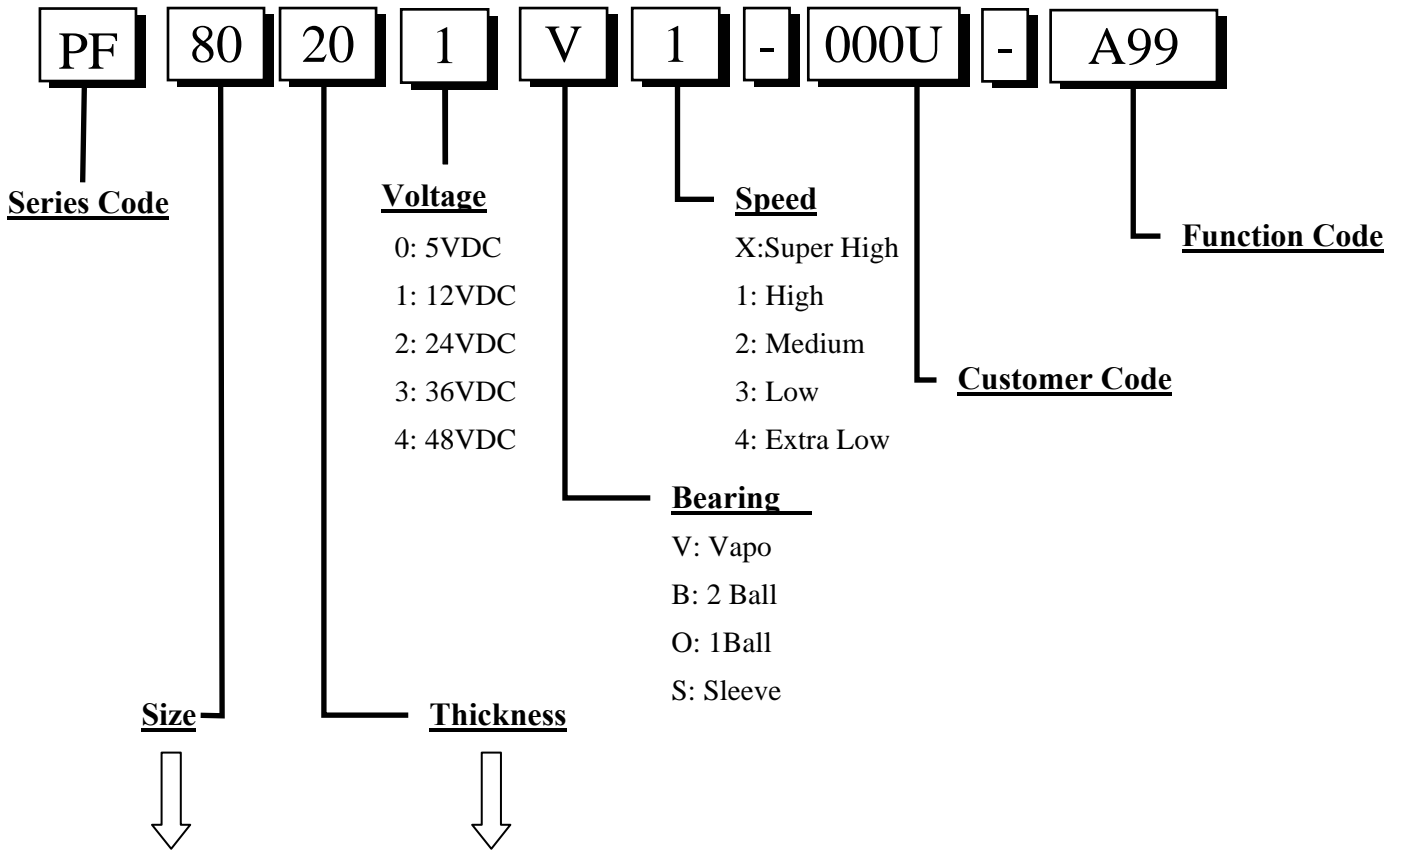 PF 80 20 1 V 1 - 000U - A99
Series Code
Voltage
0: 5VDC
1: 12VDC
2: 24VDC
3: 36VDC
4: 48VDC
Speed
X:Super High
1: High
2: Medium
3: Low
4: Extra Low
Function Code
Customer Code
Bearing
V: Vapo
B: 2 Ball
O: 1Ball
S: Sleeve
Size
Thickness